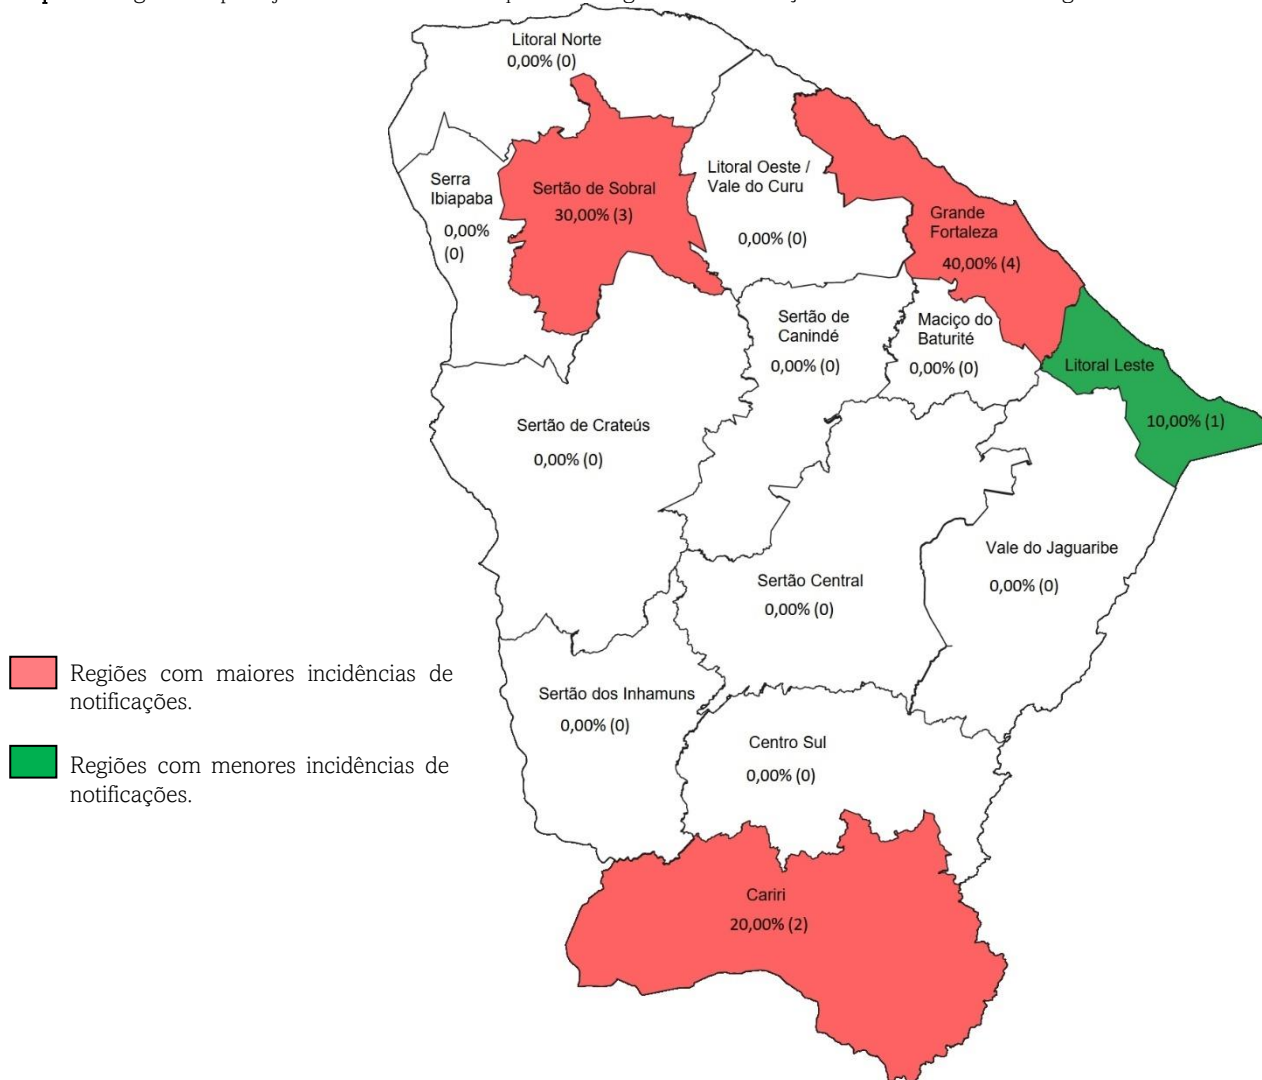 Litoral Norte
0,00% (0)
Litoral Oeste /
Vale do Curu
0,00% (0)
Serra
Ibiapaba
0,00%
(0)
Sertão de Sobral
30,00% (3)
Grande
Fortaleza
40,00% (4)
Sertão de
Canindé
0,00% (0)
Maciço do
Baturité
0,00% (0)
Litoral Leste
10,00% (1)
Sertão de Crateús
0,00% (0)
Vale do Jaguaribe
0,00% (0)
Sertão Central
0,00% (0)
Sertão dos Inhamuns
0,00% (0)
Centro Sul
0,00% (0)
Cariri
20,00% (2)
Regiões com maiores incidências de
notificações.
Regiões com menores incidências de
notificações.